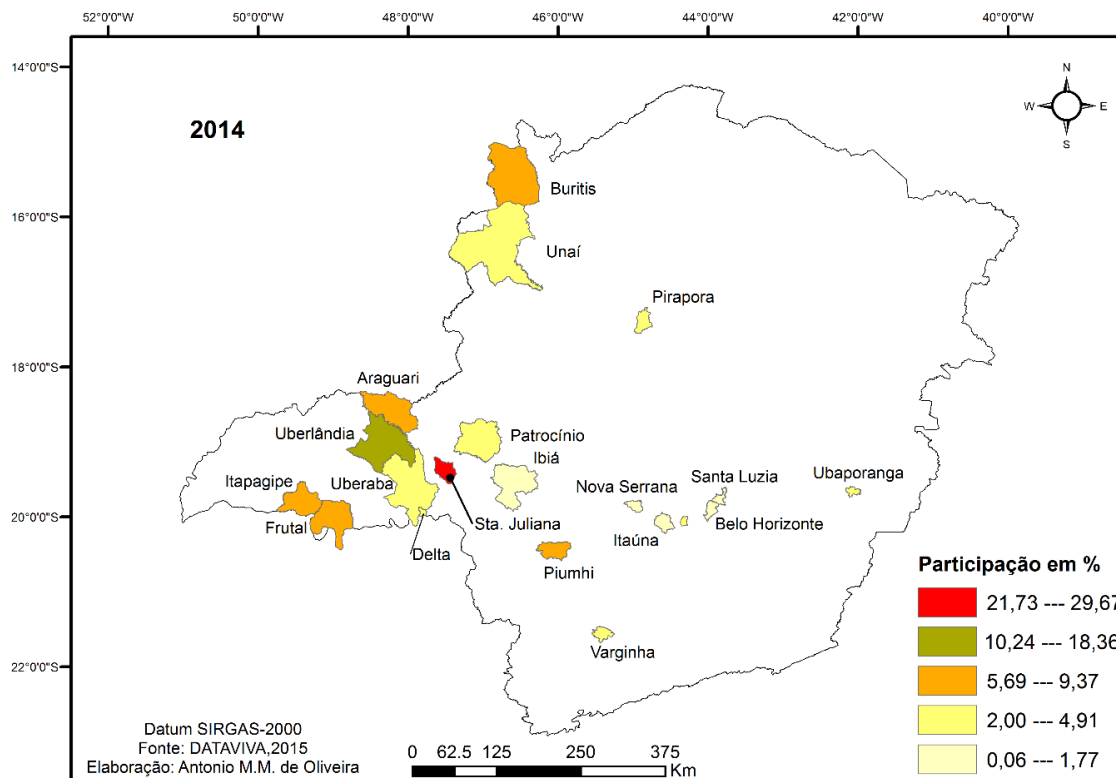 52°0'0"W 50°0'0"W 48°0'0"W 46°0'0"W 44°0'0"W 42°0'0"W 40°0'0"W
14°0'0"S
N
W E
S
2014
Buritis
16°0'0"S
Unaí
Pirapora
18°0'0"S
Araguari
Uberlândia
Patrocínio
Ibiá
Itapagipe
Uberaba
Nova Serrana
Santa Luzia
Ubaporanga
20°0'0"S
Frutal
Sta. Juliana
Belo Horizonte
Itaúna
Delta
Piumhi
Varginha
22°0'0"S
Participação em %
21,73 --- 29,67
10,24 --- 18,36
5,69 --- 9,37
2,00 --- 4,91
0,06 --- 1,77
Datum SIRGAS-2000
Fonte: DATAVIVA,2015
Elaboração: Antonio M.M. de Oliveira
0 62.5 125 250 375
Km